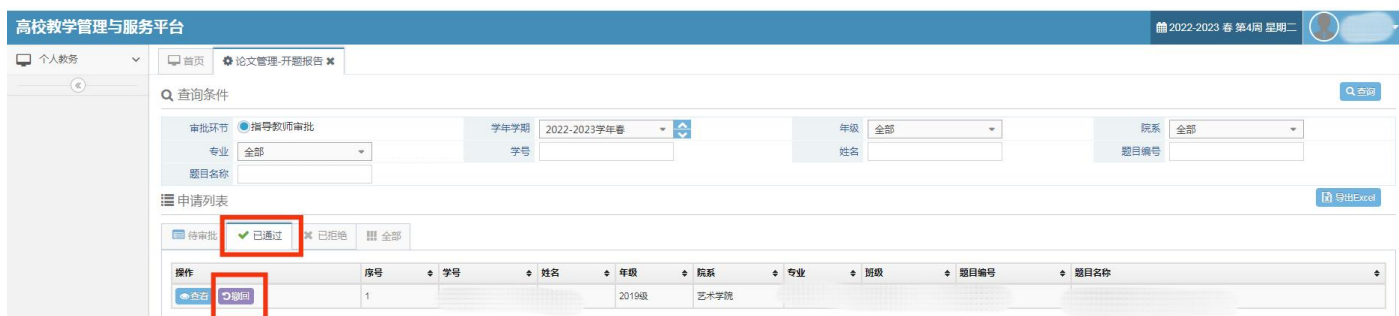 高校教学管理与服务平台
2022-2023 春 第4周 星期二
个人教务
首页 论文管理-开题报告
查询条件 查询
审批环节 指导教师审批 学年学期 2022-2023学年春 年级 全部 院系 全部
专业 全部 学号 姓名 题目编号
题目名称
申请列表 导出Excel
待审批 已通过 已拒绝 全部
操作 序号 学号 姓名 年级 院系 专业 班级 题目编号 题目名称
查看 撤回 1 2019级 艺术学院